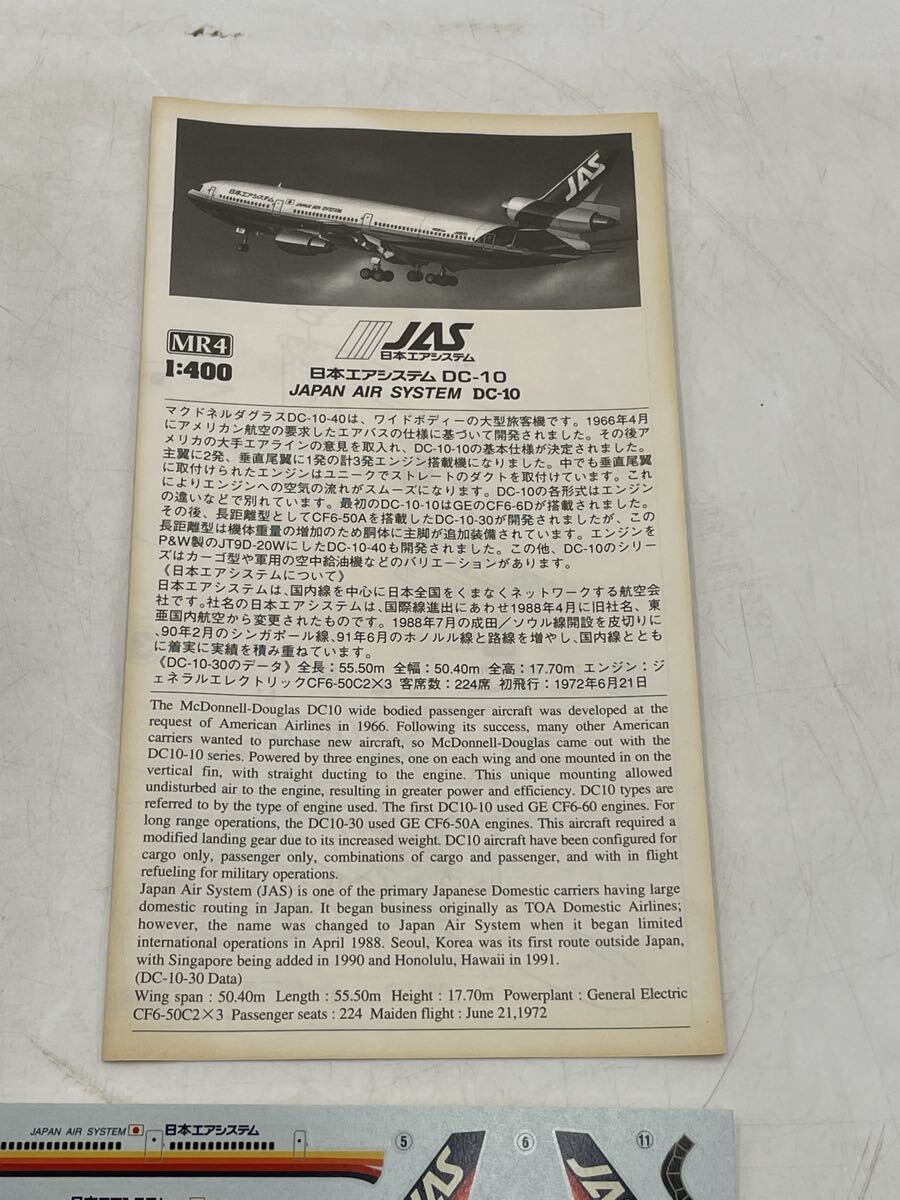 日本エアシステム JAPAN AIR SYSTEM
JAS
MR4
1:400
JAS
日本エアシステム
日本エアシステム DC-10
JAPAN AIR SYSTEM DC-10
マクドネルダグラスDC-10-40は、ワイドボディーの大型旅客機です。1966年4月
にアメリカン航空の要求したエアバスの仕様に基づいて開発されました。その後ア
メリカの大手エアラインの意見を取入れ、DC-10-10の基本仕様が決定されました。
主翼に2発、垂直尾翼に1発の計3発エンジン搭載機になりました。中でも垂直尾翼
に取付けられたエンジンはユニークでストレートのダクトを取付けています。これ
によりエンジンへの空気の流れがスムーズになります。DC-10の各形式はエンジン
の違いなどで別れています。最初のDC-10-10はGEのCF6-6Dが搭載されました。
その後、長距離型としてCF6-50Aを搭載したDC-10-30が開発されましたが、この
長距離型は機体重量の増加のため胴体に主脚が追加装備されています。エンジンを
P&W製のJT9D-20WにしたDC-10-40も開発されました。この他、DC-10のシリー
ズはカーゴ型や軍用の空中給油機などのバリエーションがあります。
《日本エアシステムについて》
日本エアシステムは、国内線を中心に日本全国をくまなくネットワークする航空会
社です。社名の日本エアシステムは、国際線進出にあわせ1988年4月に旧社名、東
亜国内航空から変更されたものです。1988年7月の成田／ソウル線開設を皮切りに
、90年2月のシンガポール線、91年6月のホノルル線と路線を増やし、国内線ととも
に着実に実績を積み重ねています。
《DC-10-30のデータ》全長：55.50m 全幅：50.40m 全高：17.70m エンジン：ジ
ェネラルエレクトリックCF6-50C2×3 客席数：224席 初飛行：1972年6月21日
The McDonnell-Douglas DC10 wide bodied passenger aircraft was developed at the
request of American Airlines in 1966. Following its success, many other American
carriers wanted to purchase new aircraft, so McDonnell-Douglas came out with the
DC10-10 series. Powered by three engines, one on each wing and one mounted in on the
vertical fin, with straight ducting to the engine. This unique mounting allowed
undisturbed air to the engine, resulting in greater power and efficiency. DC10 types are
referred to by the type of engine used. The first DC10-10 used GE CF6-60 engines. For
long range operations, the DC10-30 used GE CF6-50A engines. This aircraft required a
modified landing gear due to its increased weight. DC10 aircraft have been configured for
cargo only, passenger only, combinations of cargo and passenger, and with in flight
refueling for military operations.
Japan Air System (JAS) is one of the primary Japanese Domestic carriers having large
domestic routing in Japan. It began business originally as TOA Domestic Airlines;
however, the name was changed to Japan Air System when it began limited
international operations in April 1988. Seoul, Korea was its first route outside Japan,
with Singapore being added in 1990 and Honolulu, Hawaii in 1991.
(DC-10-30 Data)
Wing span : 50.40m Length : 55.50m Height : 17.70m Powerplant : General Electric
CF6-50C2×3 Passenger seats : 224 Maiden flight : June 21,1972
JAPAN AIR SYSTEM 日本エアシステム
5 6 11
JAS JAS
日本エアシステム